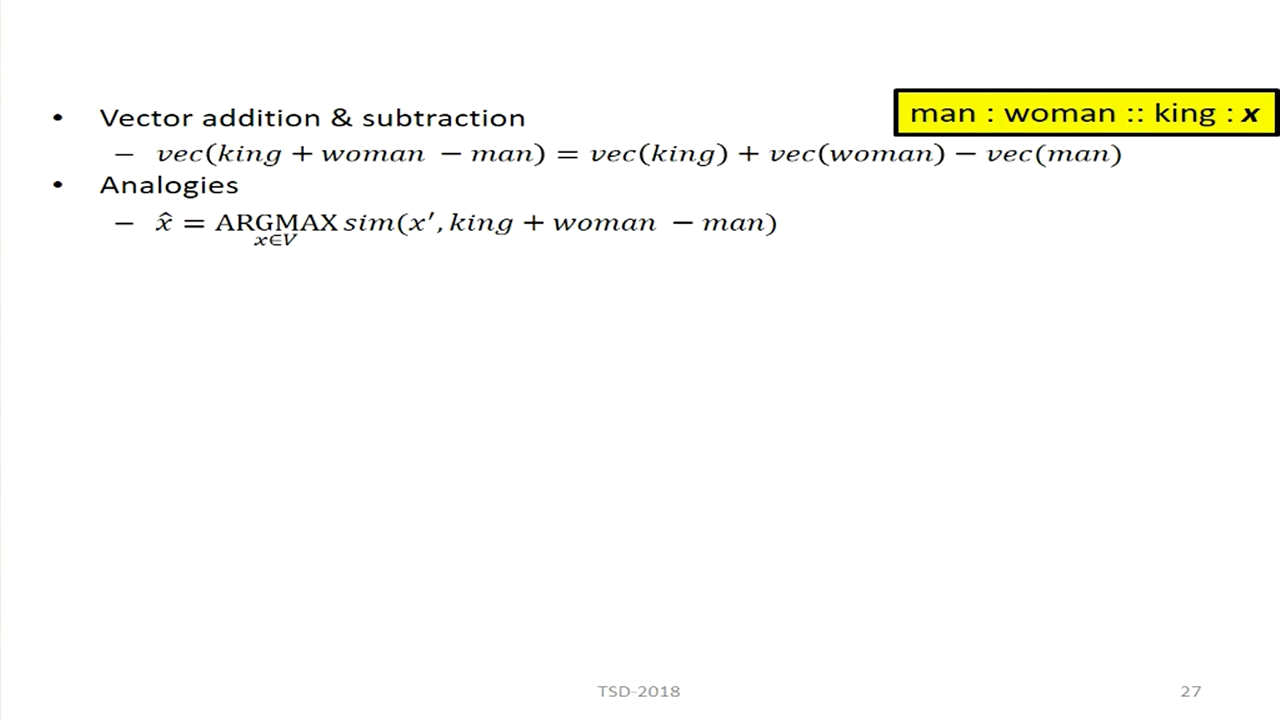 man : woman :: king : x
• Vector addition & subtraction
– vec(king + woman − man) = vec(king) + vec(woman) − vec(man)
• Analogies
– x̂ = ARGMAX sim(x′, king + woman − man)
x∈V
TSD-2018
27